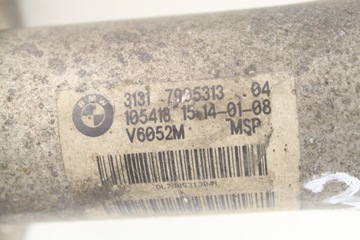 BMW
3131 7905313 04
105416 15 14-01-08
V6052M MSP